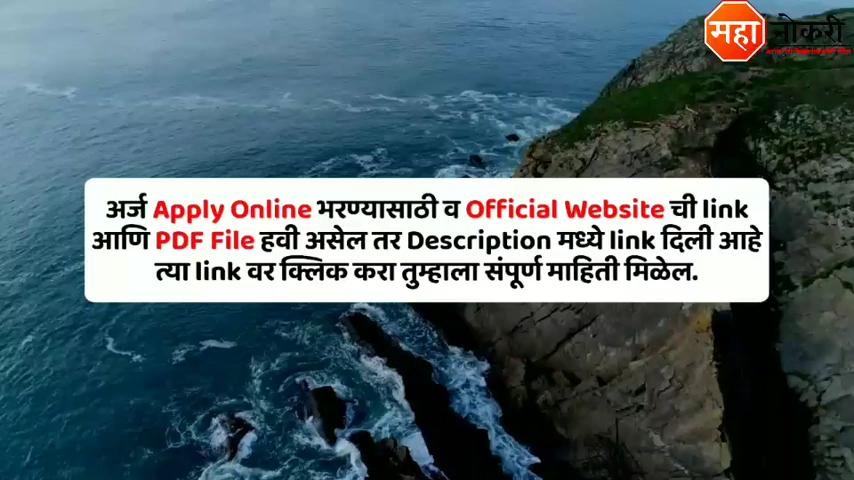 महा नोकरी
अर्ज Apply Online भरण्यासाठी व Official Website ची link
आणि PDF File हवी असेल तर Description मध्ये link दिली आहे
त्या link वर क्लिक करा तुम्हाला संपूर्ण माहिती मिळेल.